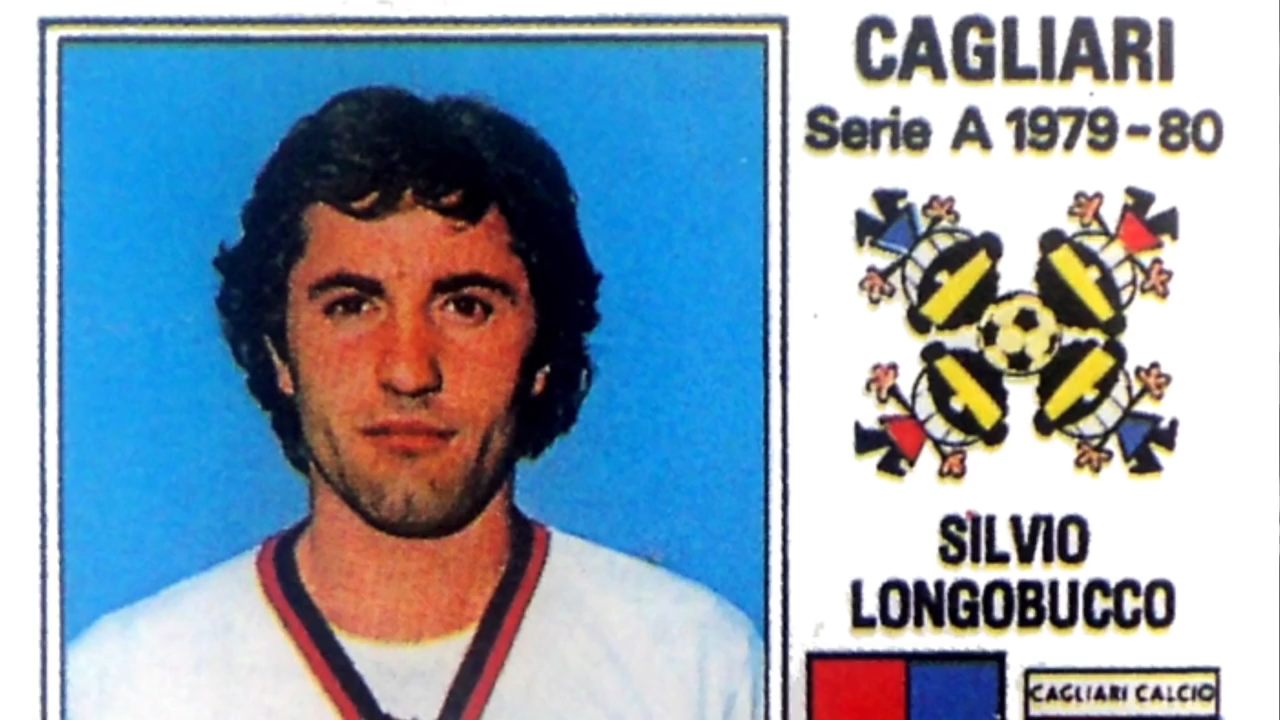 CAGLIARI
Serie A 1979-80
SILVIO
LONGOBUCCO
CAGLIARI CALCIO